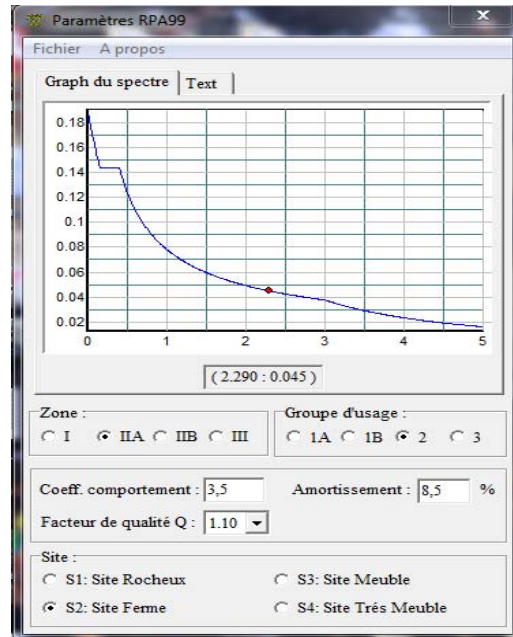 Paramètres RPA99
Fichier A propos
Graph du spectre Text
0.18
0.16
0.14
0.12
0.1
0.08
0.06
0.04
0.02
0 1 2 3 4 5
( 2.290 : 0.045 )
Zone : Groupe d'usage :
I IIA IIB III 1A 1B 2 3
Coeff. comportement : 3,5 Amortissement : 8,5 %
Facteur de qualité Q : 1.10
Site :
S1: Site Rocheux S3: Site Meuble
S2: Site Ferme S4: Site Trés Meuble